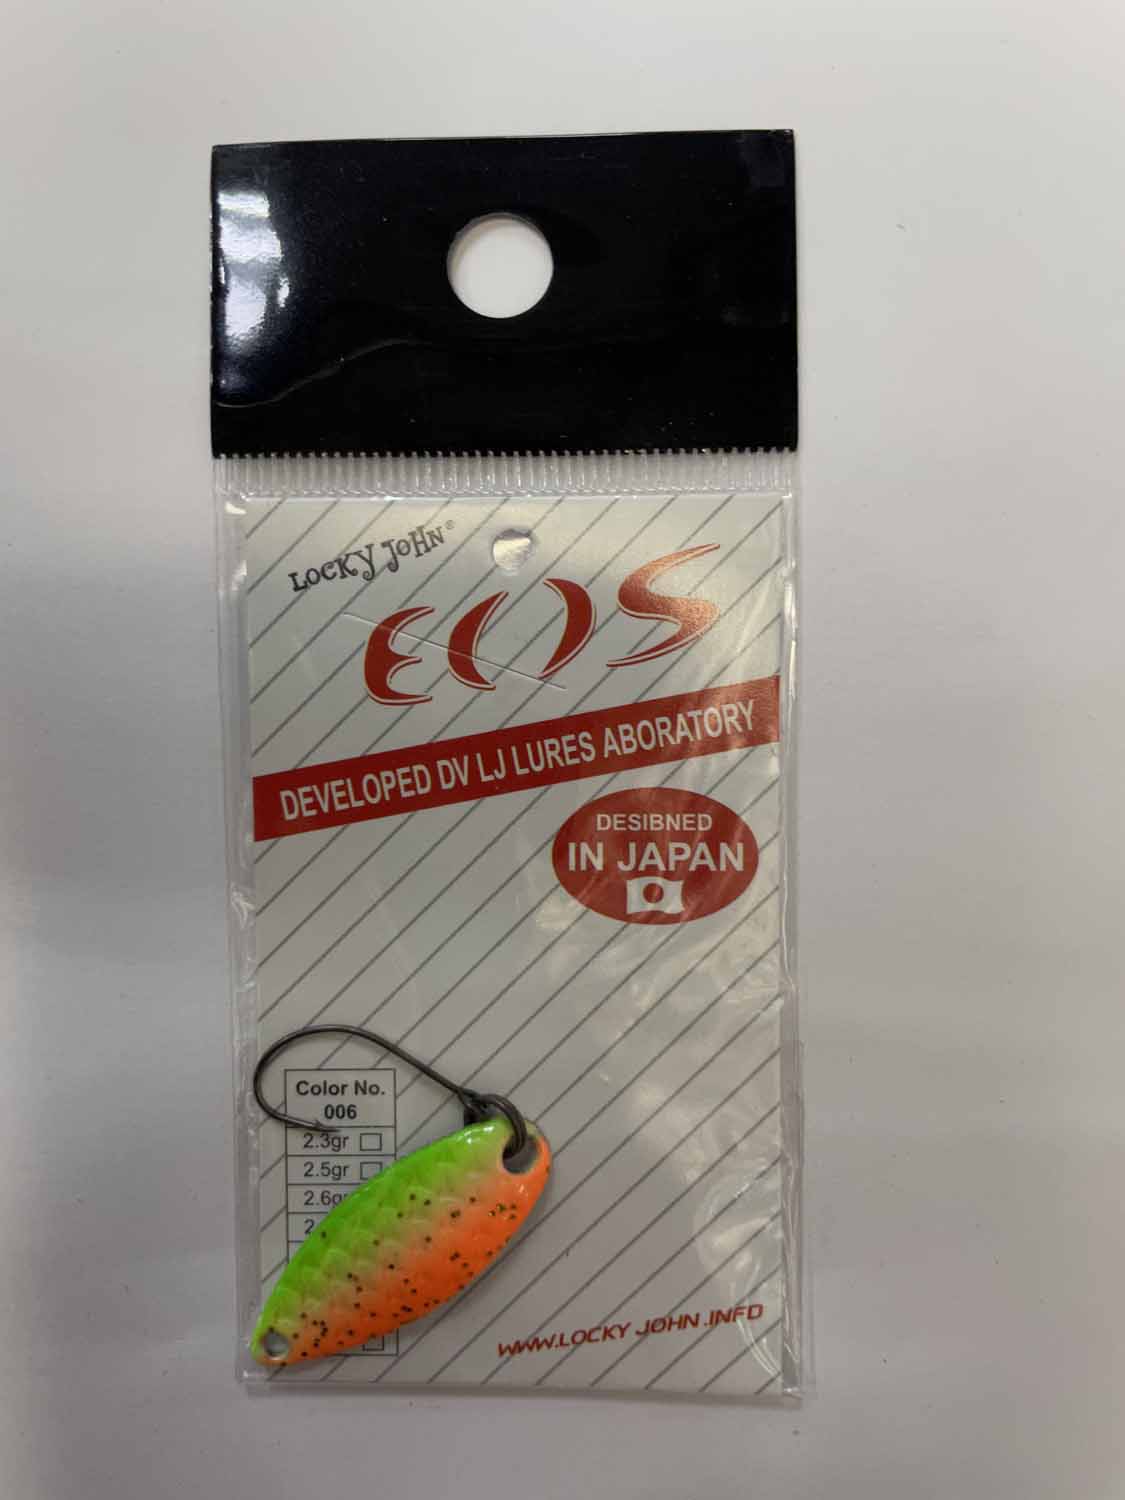 LOCKY JOHN®
EOS
DEVELOPED DV LJ LURES ABORATORY
DESIBNED
IN JAPAN
Color No.
006
2.3gr
2.5gr
WWW.LOCKY JOHN .INFD